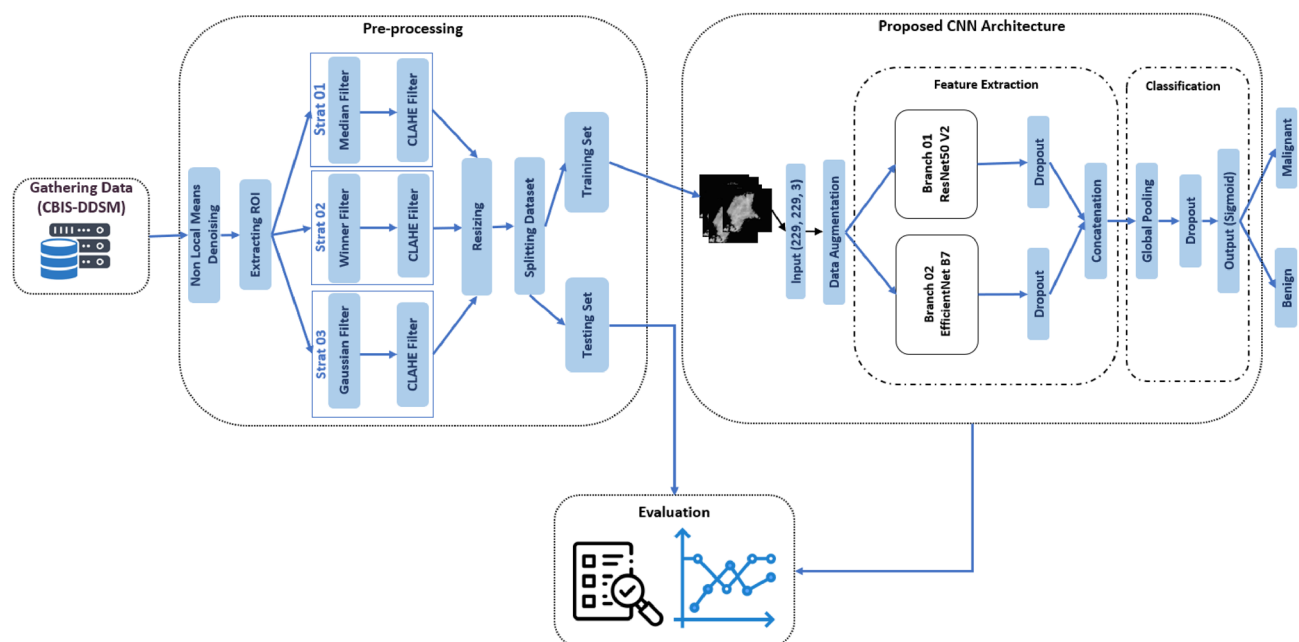 Pre-processing
Proposed CNN Architecture
Gathering Data
(CBIS-DDSM)
Non Local Means
Denoising
Extracting ROI
Strat 01
Median Filter
CLAHE Filter
Strat 02
Winner Filter
CLAHE Filter
Strat 03
Gaussian Filter
CLAHE Filter
Resizing
Splitting Dataset
Training Set
Testing Set
Input (229, 229, 3)
Data Augmentation
Feature Extraction
Branch 01
ResNet50 V2
Branch 02
EfficientNet B7
Dropout
Dropout
Concatenation
Classification
Global Pooling
Dropout
Output (Sigmoid)
Malignant
Benign
Evaluation